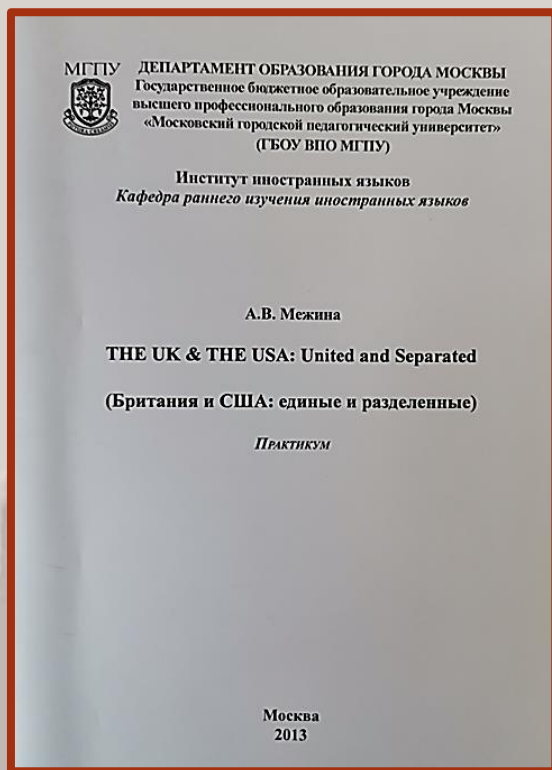 МГПУ
ДЕПАРТАМЕНТ ОБРАЗОВАНИЯ ГОРОДА МОСКВЫ
Государственное бюджетное образовательное учреждение
высшего профессионального образования города Москвы
«Московский городской педагогический университет»
(ГБОУ ВПО МГПУ)
Институт иностранных языков
Кафедра раннего изучения иностранных языков
А.В. Межина
THE UK & THE USA: United and Separated
(Британия и США: единые и разделенные)
ПРАКТИКУМ
Москва
2013